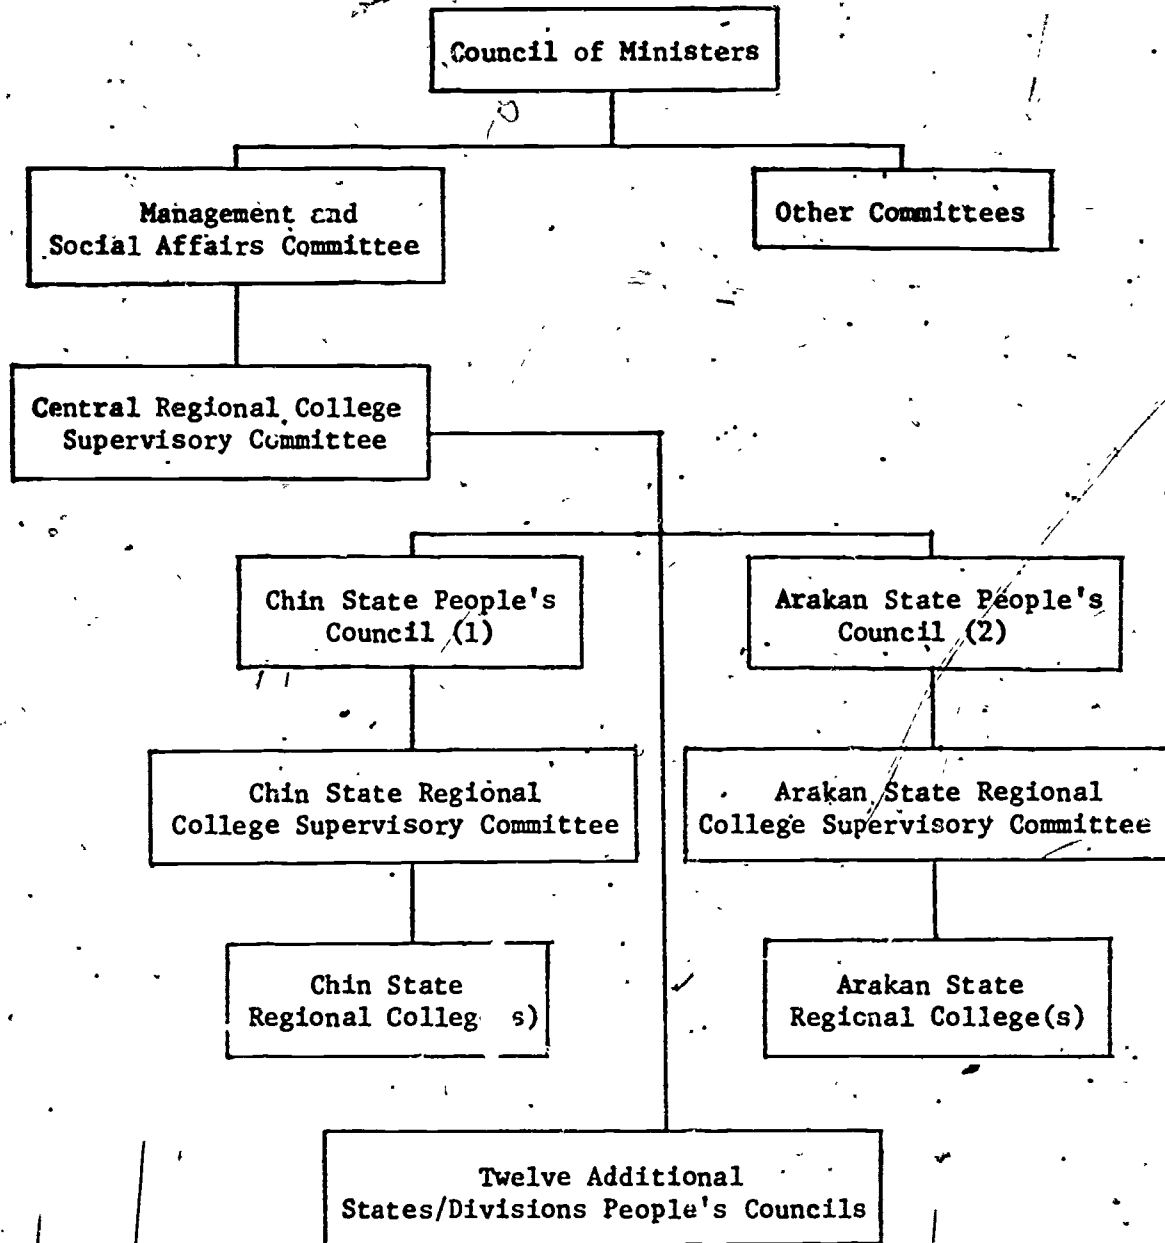 Council of Ministers
Management and
Social Affairs Committee
Other Committees
Central Regional College
Supervisory Committee
Chin State People's
Council (1)
Arakan State People's
Council (2)
Chin State Regional
College Supervisory Committee
Arakan State Regional
College Supervisory Committee
Chin State
Regional Colleg s)
Arakan State
Regional College(s)
Twelve Additional
States/Divisions People's Councils